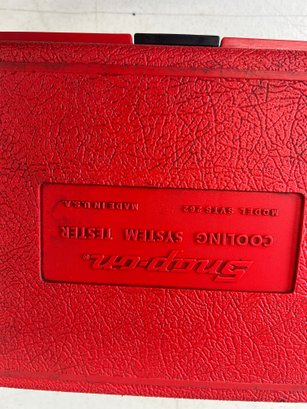 Snap-on®
COOLING SYSTEM TESTER
MODEL SVTS 262 MADE IN U.S.A.